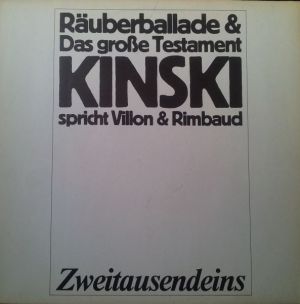 Räuberballade &
Das große Testament
KINSKI
spricht Villon & Rimbaud
Zweitausendeins